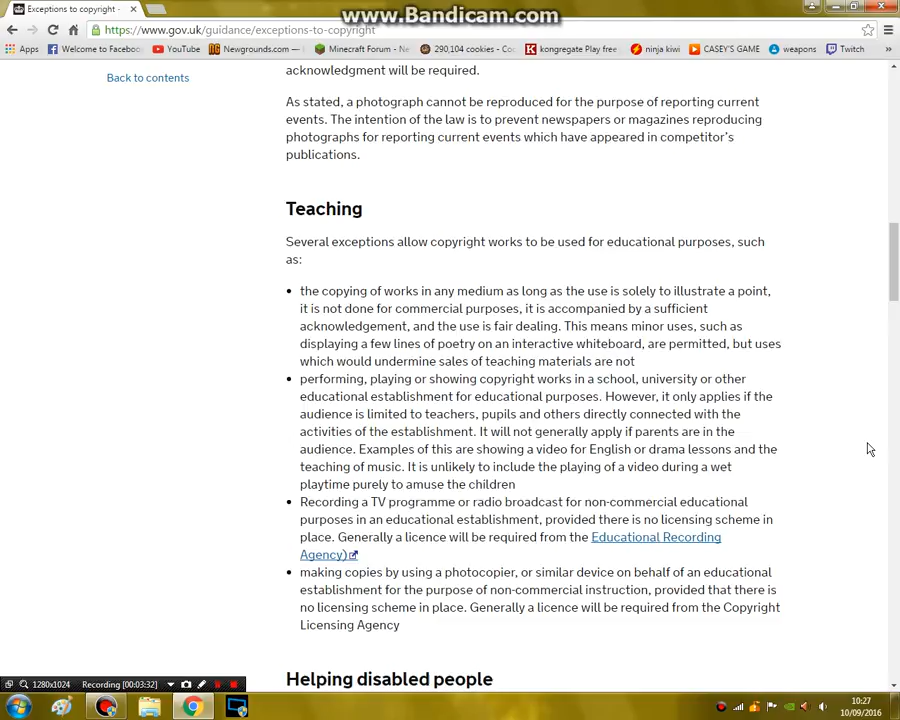 www.Bandicam.com
Exceptions to copyright -
https://www.gov.uk/guidance/exceptions-to-copyright
Apps Welcome to Facebo YouTube Newgrounds.com — Minecraft Forum - Ne 290,104 cookies - Co kongregate Play free ninja kiwi CASEY'S GAME weapons Twitch »
Back to contents
acknowledgment will be required.
As stated, a photograph cannot be reproduced for the purpose of reporting current
events. The intention of the law is to prevent newspapers or magazines reproducing
photographs for reporting current events which have appeared in competitor's
publications.
Teaching
Several exceptions allow copyright works to be used for educational purposes, such
as:
• the copying of works in any medium as long as the use is solely to illustrate a point,
it is not done for commercial purposes, it is accompanied by a sufficient
acknowledgement, and the use is fair dealing. This means minor uses, such as
displaying a few lines of poetry on an interactive whiteboard, are permitted, but uses
which would undermine sales of teaching materials are not
• performing, playing or showing copyright works in a school, university or other
educational establishment for educational purposes. However, it only applies if the
audience is limited to teachers, pupils and others directly connected with the
activities of the establishment. It will not generally apply if parents are in the
audience. Examples of this are showing a video for English or drama lessons and the
teaching of music. It is unlikely to include the playing of a video during a wet
playtime purely to amuse the children
• Recording a TV programme or radio broadcast for non-commercial educational
purposes in an educational establishment, provided there is no licensing scheme in
place. Generally a licence will be required from the Educational Recording
Agency)
• making copies by using a photocopier, or similar device on behalf of an educational
establishment for the purpose of non-commercial instruction, provided that there is
no licensing scheme in place. Generally a licence will be required from the Copyright
Licensing Agency
Helping disabled people
1280x1024 Recording [00:03:32]
10:27
10/09/2016